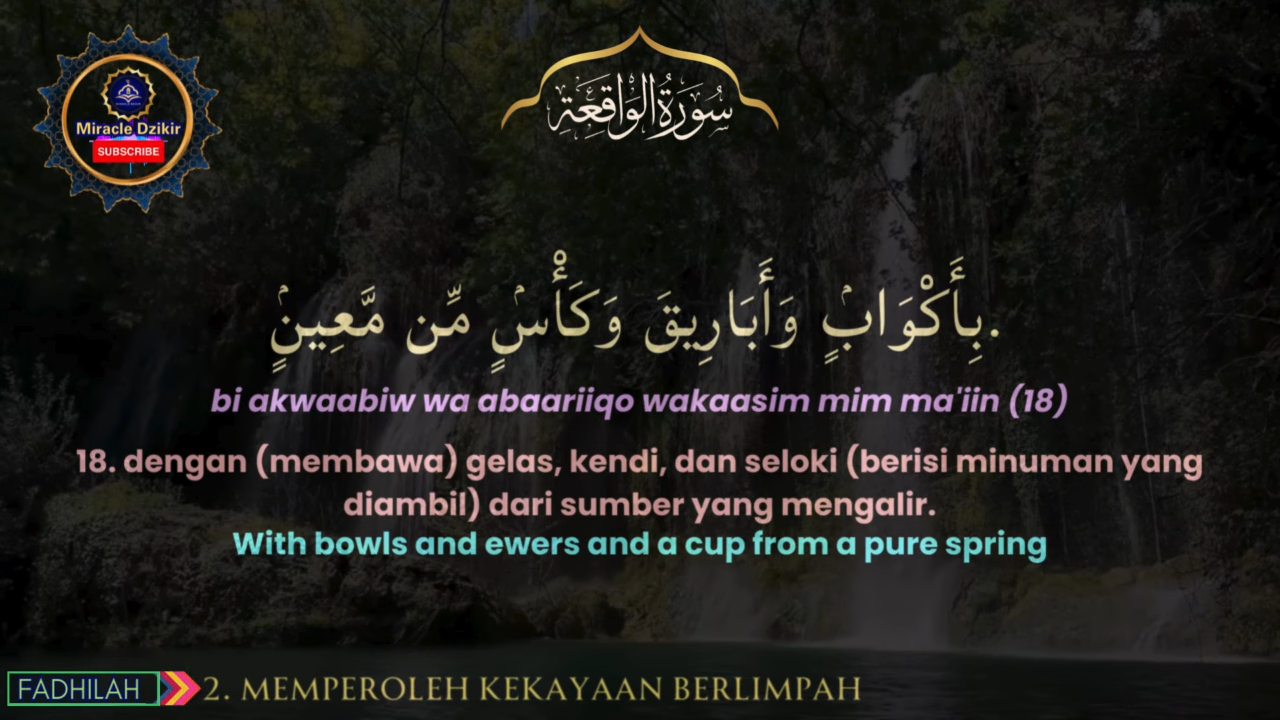 Miracle Dzikir
SUBSCRIBE
سُوْرَةُ الْوَاقِعَة
.بِأَكْوَابٍۢ وَأَبَارِيقَ وَكَأْسٍۢ مِّن مَّعِينٍۢ
bi akwaabiw wa abaariiqo wakaasim mim ma'iin (18)
18. dengan (membawa) gelas, kendi, dan seloki (berisi minuman yang
diambil) dari sumber yang mengalir.
With bowls and ewers and a cup from a pure spring
FADHILAH
2. MEMPEROLEH KEKAYAAN BERLIMPAH